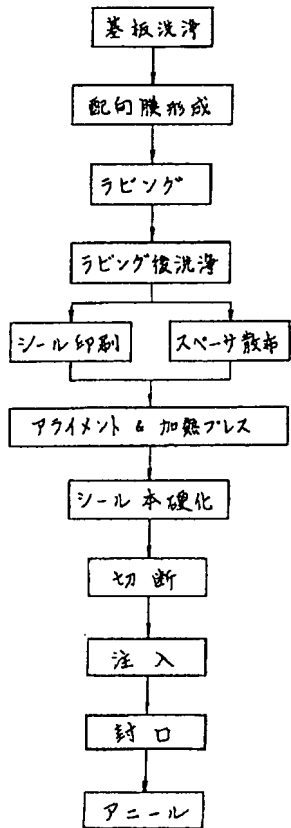 基板洗浄
配向膜形成
ラビング
ラビング後洗浄
シール印刷
スペーサ散布
アライメント & 加熱プレス
シール本硬化
切断
注入
封口
アニール